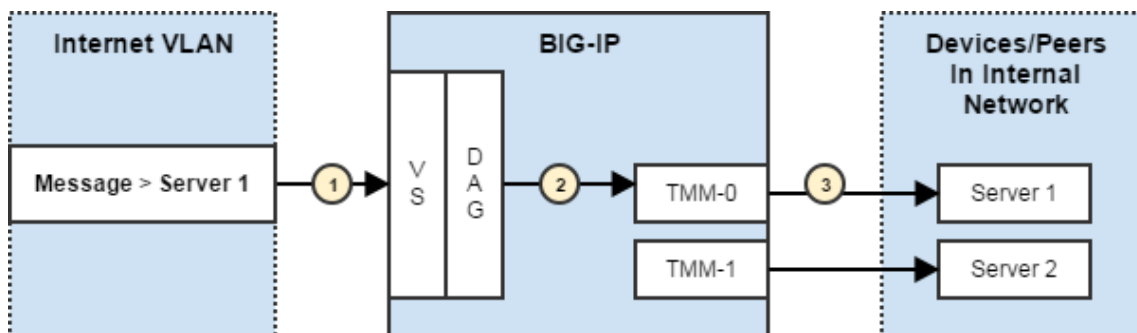 Internet VLAN
BIG-IP
Devices/Peers
In Internal
Network
Message > Server 1
1
V
S
D
A
G
2
TMM-0
3
Server 1
TMM-1
Server 2